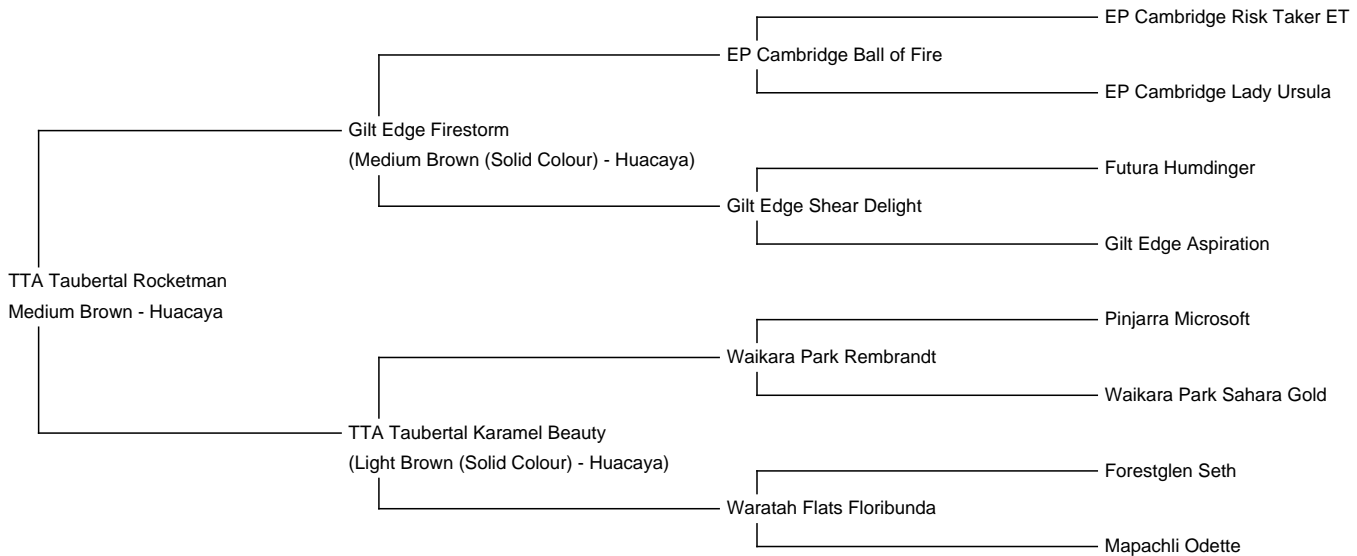 EP Cambridge Risk Taker ET
EP Cambridge Ball of Fire
EP Cambridge Lady Ursula
Gilt Edge Firestorm
(Medium Brown (Solid Colour) - Huacaya)
Futura Humdinger
Gilt Edge Shear Delight
Gilt Edge Aspiration
TTA Taubertal Rocketman
Medium Brown - Huacaya
Pinjarra Microsoft
Waikara Park Rembrandt
Waikara Park Sahara Gold
TTA Taubertal Karamel Beauty
(Light Brown (Solid Colour) - Huacaya)
Forestglen Seth
Waratah Flats Floribunda
Mapachli Odette